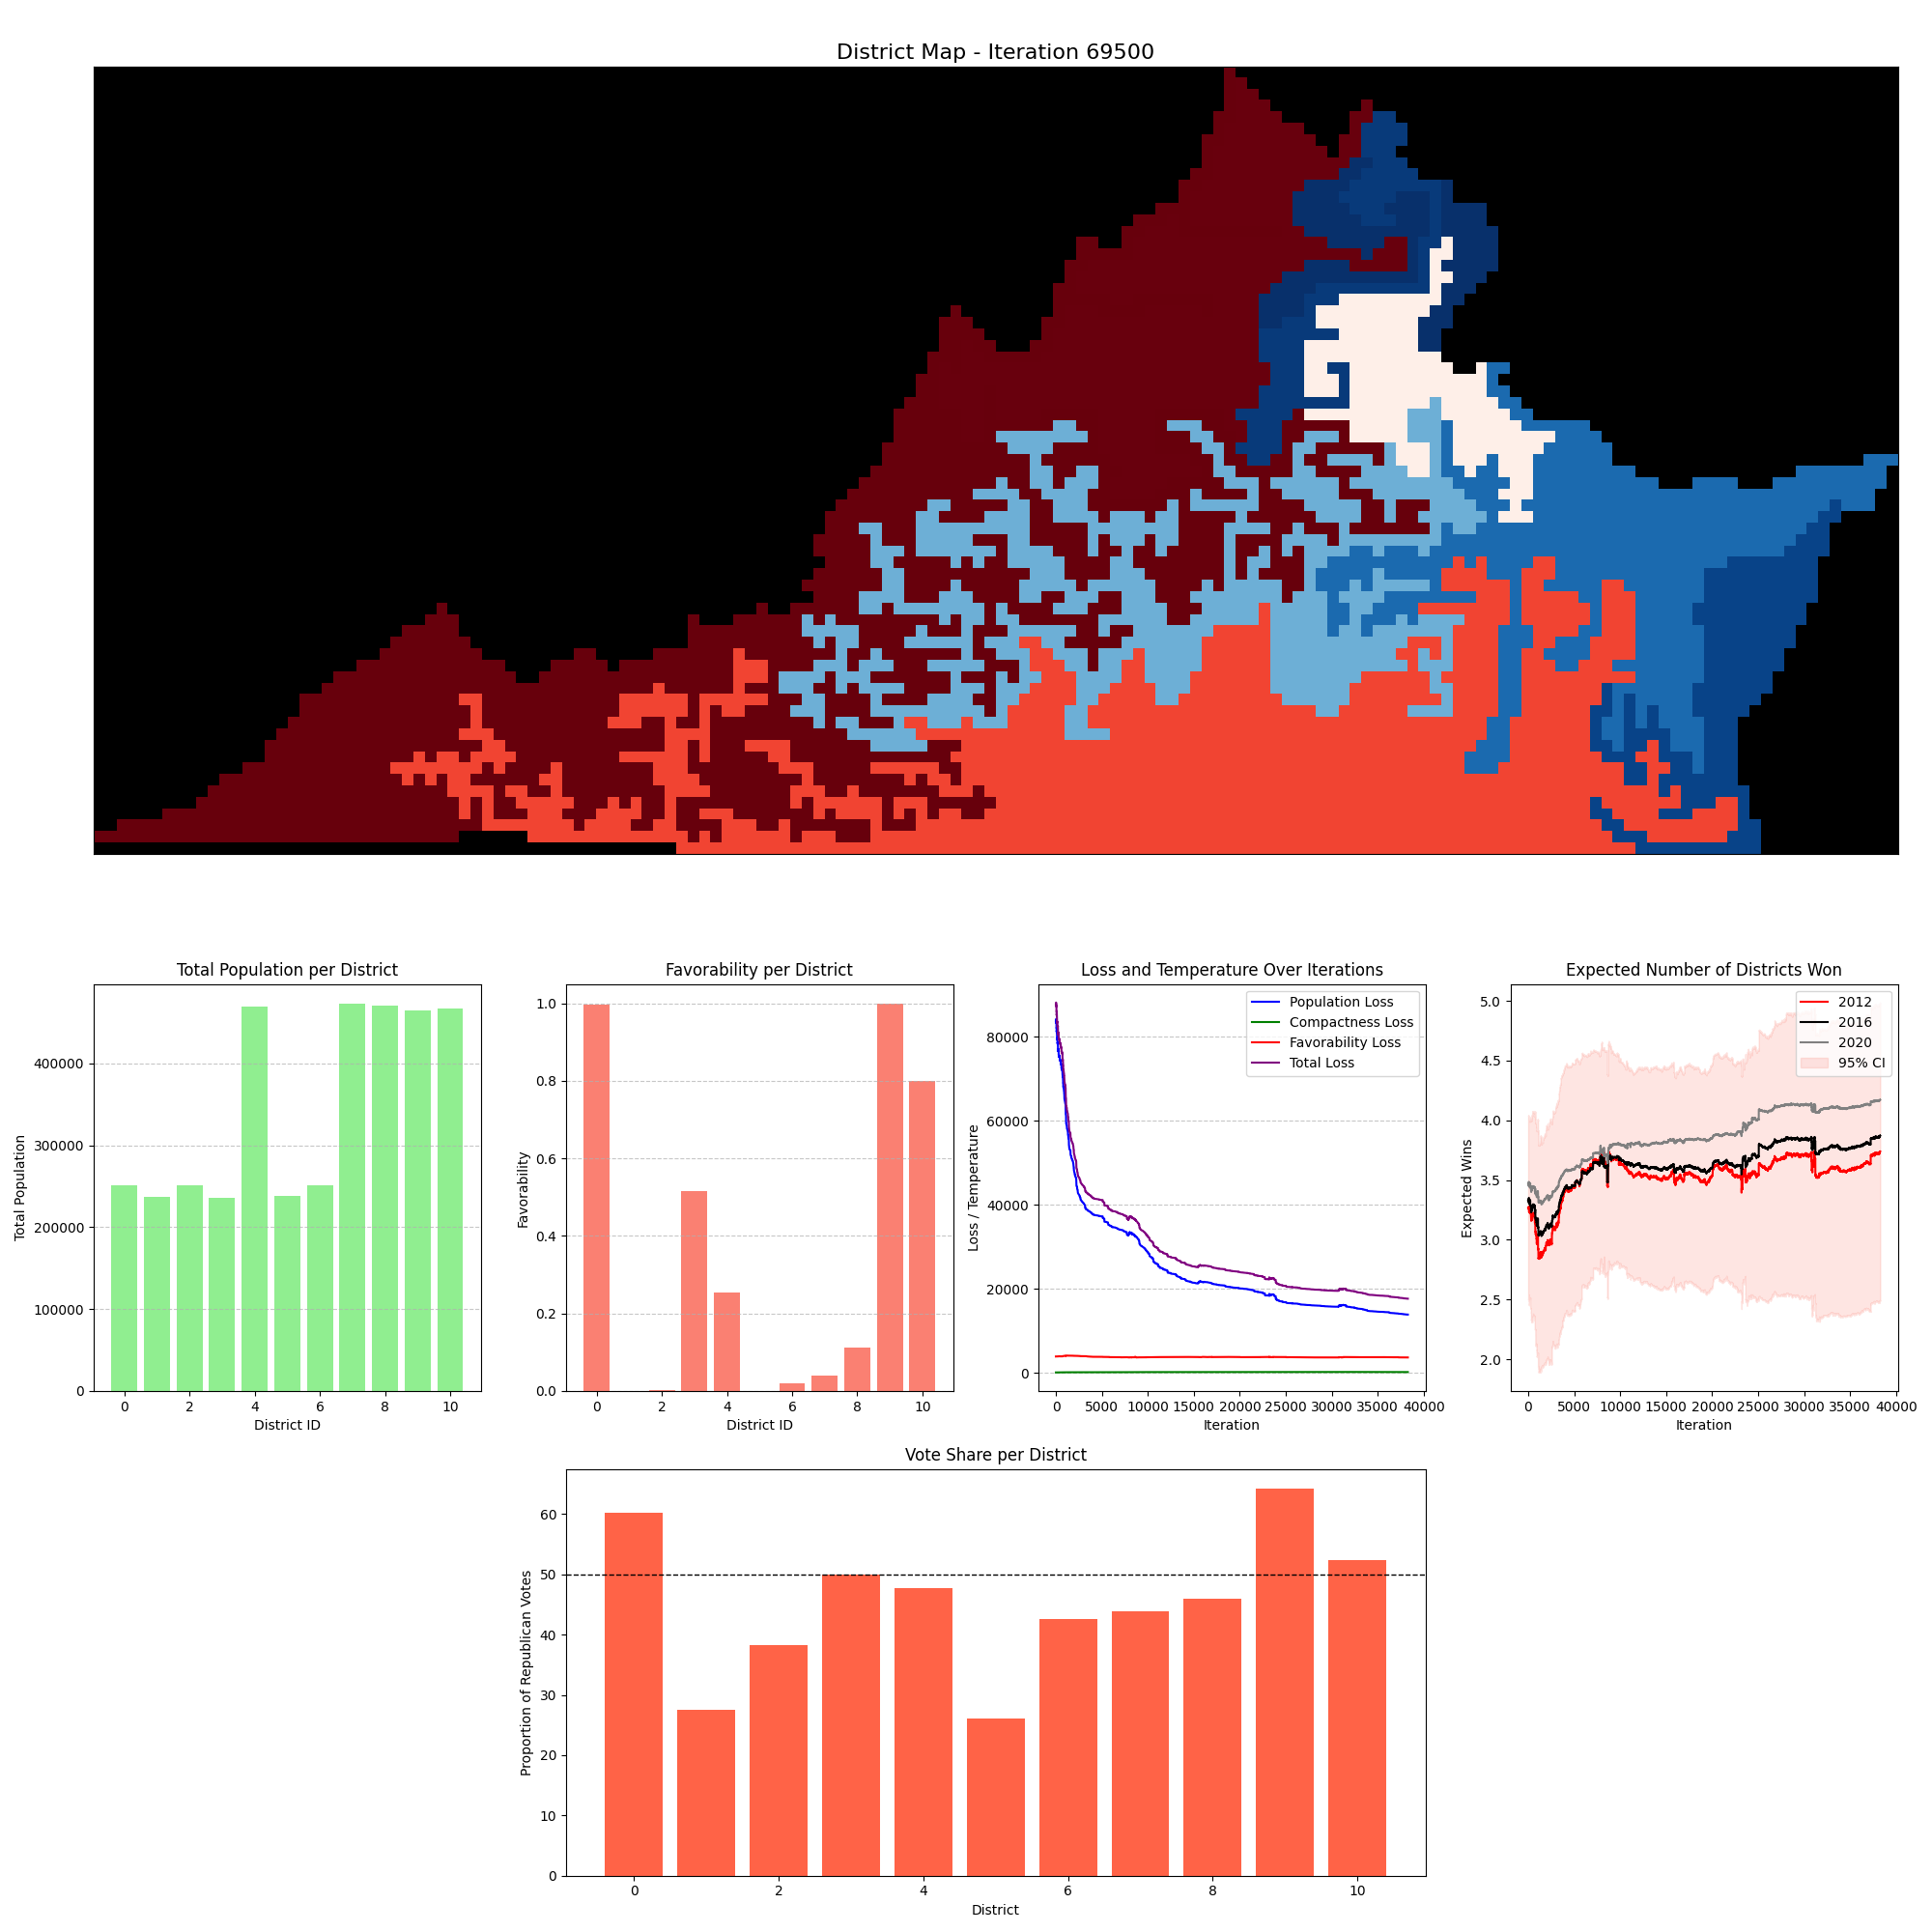 District Map - Iteration 69500
Total Population per District
Total Population
400000
300000
200000
100000
0
0 2 4 6 8 10
District ID
Favorability per District
Favorability
1.0
0.8
0.6
0.4
0.2
0.0
0 2 4 6 8 10
District ID
Loss and Temperature Over Iterations
Loss / Temperature
80000
60000
40000
20000
0
Population Loss
Compactness Loss
Favorability Loss
Total Loss
0 5000 10000 15000 20000 25000 30000 35000 40000
Iteration
Expected Number of Districts Won
Expected Wins
5.0
4.5
4.0
3.5
3.0
2.5
2.0
2012
2016
2020
95% CI
0 5000 10000 15000 20000 25000 30000 35000 40000
Iteration
Vote Share per District
Proportion of Republican Votes
60
50
40
30
20
10
0
0 2 4 6 8 10
District